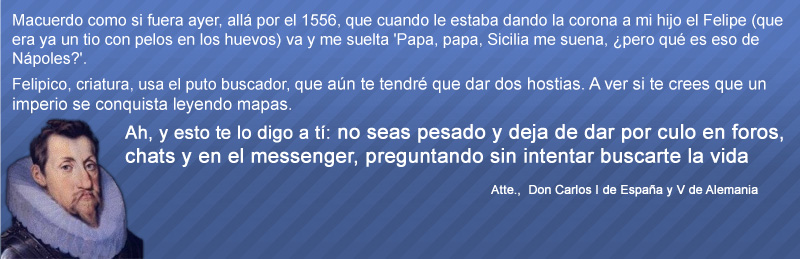 Macuerdo como si fuera ayer, allá por el 1556, que cuando le estaba dando la corona a mi hijo el Felipe (que
era ya un tio con pelos en los huevos) va y me suelta 'Papa, papa, Sicilia me suena, ¿pero qué es eso de
Nápoles?'.
Felipico, criatura, usa el puto buscador, que aún te tendré que dar dos hostias. A ver si te crees que un
imperio se conquista leyendo mapas.
Ah, y esto te lo digo a tí: no seas pesado y deja de dar por culo en foros,
chats y en el messenger, preguntando sin intentar buscarte la vida
Atte., Don Carlos I de España y V de Alemania